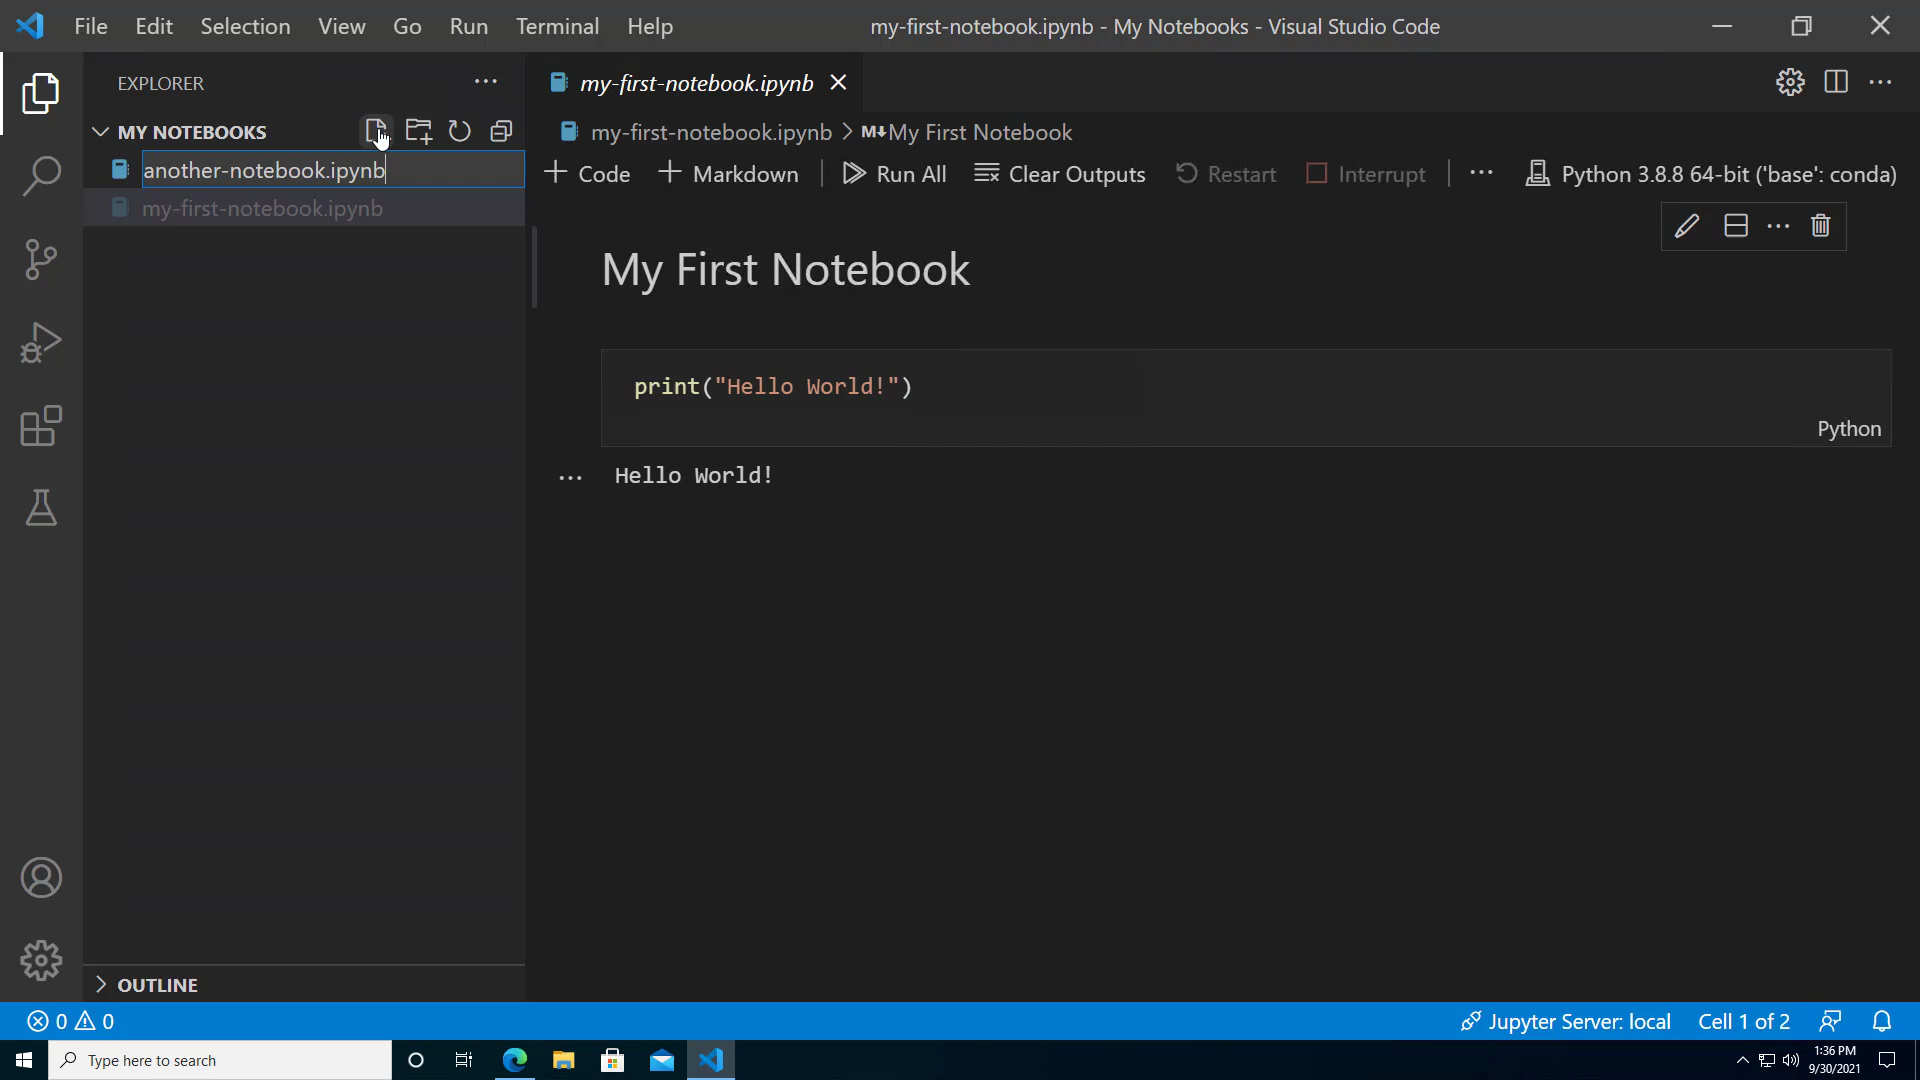 File Edit Selection View Go Run Terminal Help
my-first-notebook.ipynb - My Notebooks - Visual Studio Code
EXPLORER
MY NOTEBOOKS
another-notebook.ipynb
my-first-notebook.ipynb
OUTLINE
my-first-notebook.ipynb
my-first-notebook.ipynb > M↓My First Notebook
+ Code + Markdown Run All Clear Outputs Restart Interrupt ... Python 3.8.8 64-bit ('base': conda)
My First Notebook
print("Hello World!")
Python
Hello World!
0 0
Jupyter Server: local Cell 1 of 2
Type here to search
1:36 PM
9/30/2021